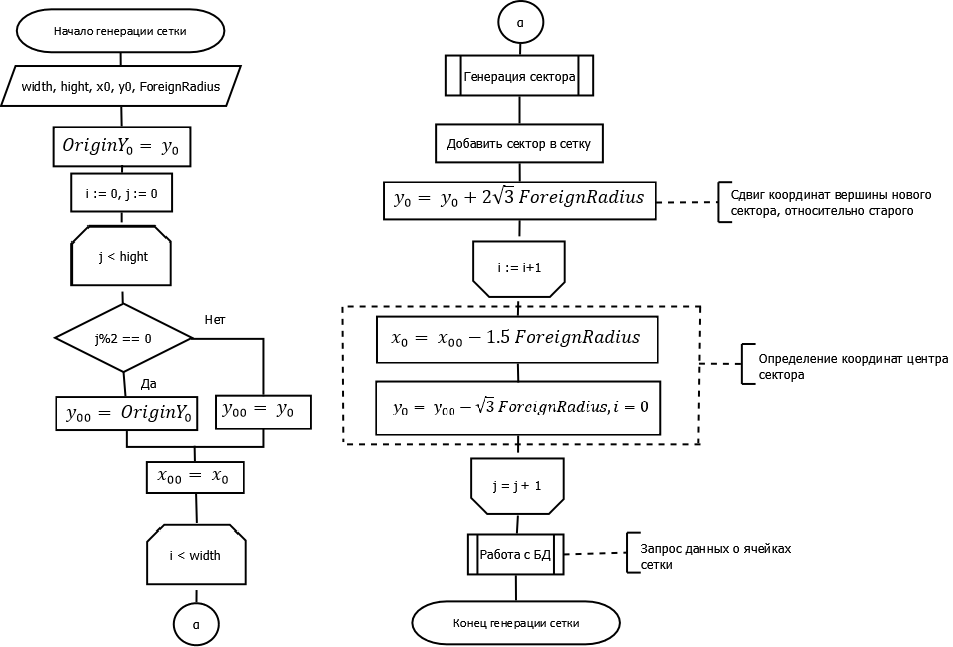 Начало генерации сетки
width, hight, x0, y0, ForeignRadius
OriginY₀ = y₀
i := 0, j := 0
j < hight
j%2 == 0
Нет
Да
y₀₀ = OriginY₀
y₀₀ = y₀
x₀₀ = x₀
i < width
a
a
Генерация сектора
Добавить сектор в сетку
y₀ = y₀ + 2√3 ForeignRadius
Сдвиг координат вершины нового
сектора, относительно старого
i := i+1
x₀ = x₀₀ − 1.5 ForeignRadius
y₀ = y₀₀ − √3 ForeignRadius, i = 0
Определение координат центра
сектора
j = j + 1
Работа с БД
Запрос данных о ячейках
сетки
Конец генерации сетки